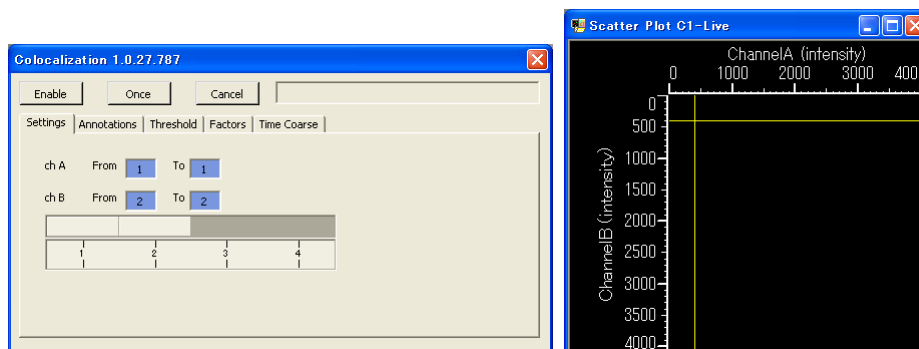 Colocalization 1.0.27.787
Enable Once Cancel
Settings Annotations Threshold Factors Time Coarse
ch A From 1 To 1
ch B From 2 To 2
1 2 3 4
Scatter Plot C1-Live
ChannelA (intensity)
0 1000 2000 3000 400
0
500
1000
1500
2000
2500
3000
3500
4000
ChannelB (intensity)